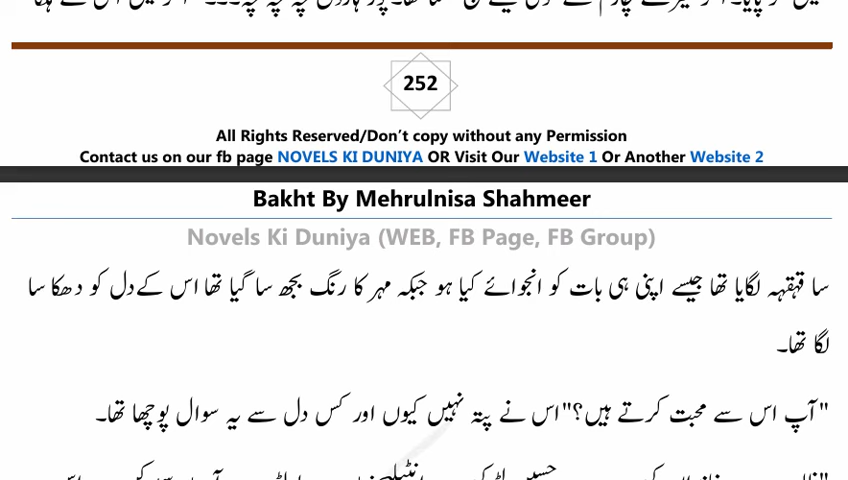 252
All Rights Reserved/Don't copy without any Permission
Contact us on our fb page NOVELS KI DUNIYA OR Visit Our Website 1 Or Another Website 2
Bakht By Mehrulnisa Shahmeer
Novels Ki Duniya (WEB, FB Page, FB Group)
سا قہقہہ لگایا تھا جیسے اپنی ہی بات کو انجوائے کیا ہو جبکہ مہر کا رنگ بجھ سا گیا تھا اس کے دل کو دھکا سا
لگا تھا۔
"آپ اس سے محبت کرتے ہیں؟" اس نے پتہ نہیں کیوں اور کس دل سے یہ سوال پوچھا تھا۔